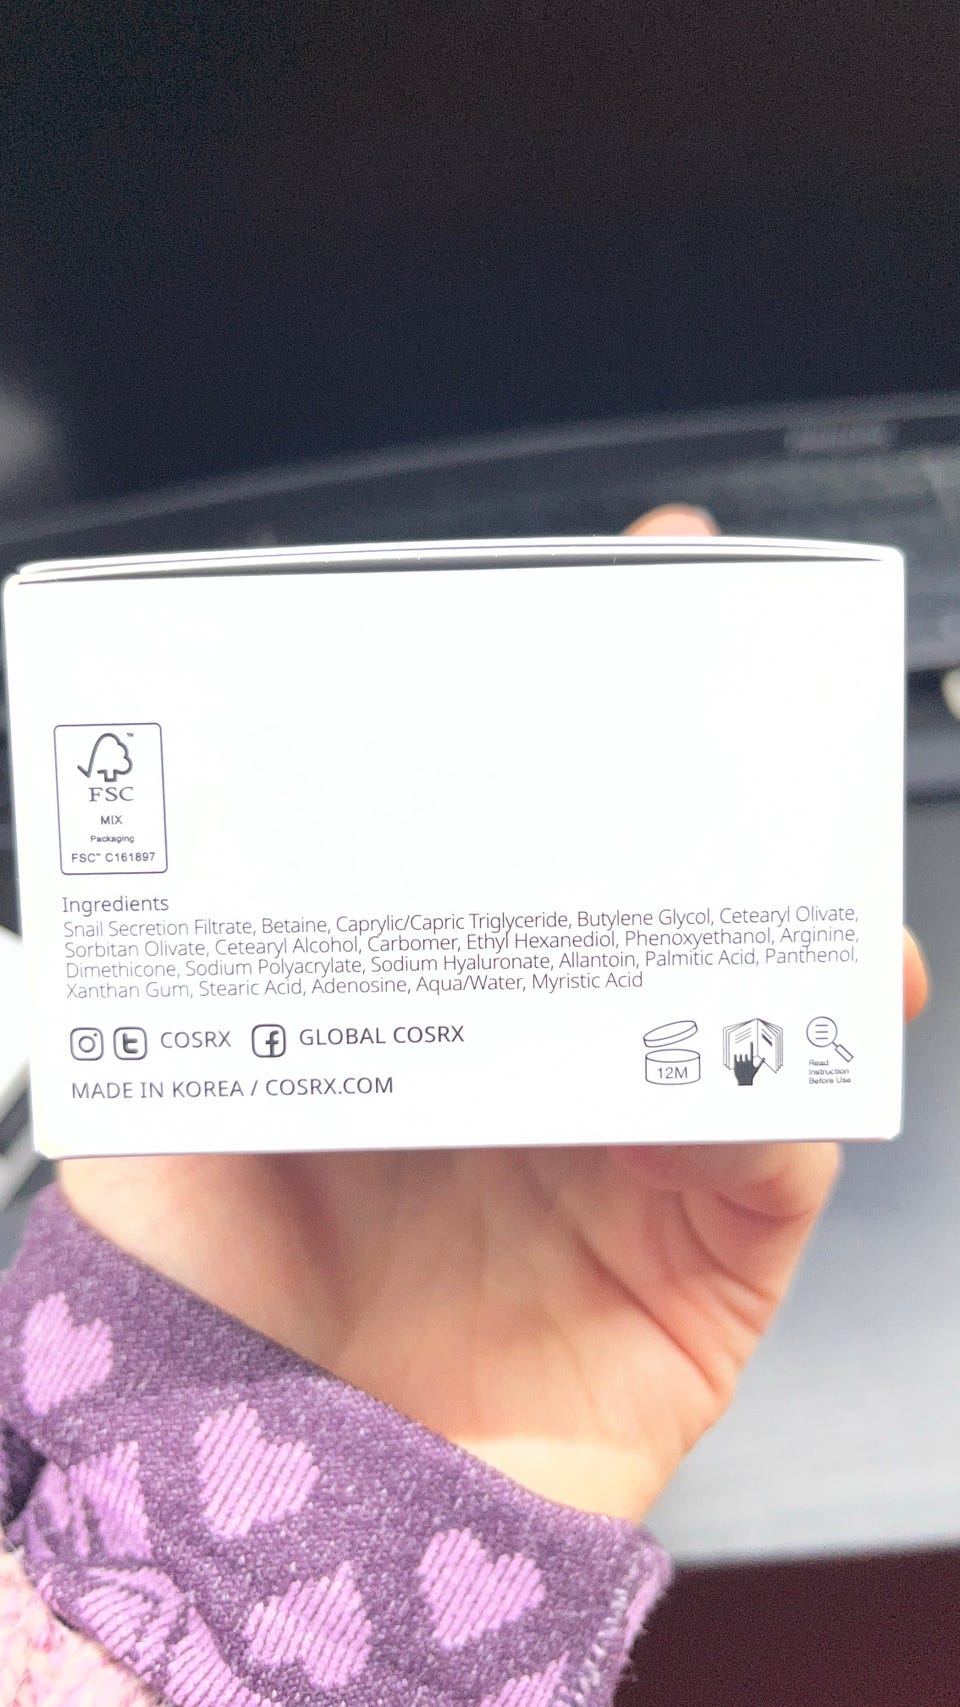 FSC™
MIX
Packaging
FSC™ C161897
Ingredients
Snail Secretion Filtrate, Betaine, Caprylic/Capric Triglyceride, Butylene Glycol, Cetearyl Olivate,
Sorbitan Olivate, Cetearyl Alcohol, Carbomer, Ethyl Hexanediol, Phenoxyethanol, Arginine,
Dimethicone, Sodium Polyacrylate, Sodium Hyaluronate, Allantoin, Palmitic Acid, Panthenol,
Xanthan Gum, Stearic Acid, Adenosine, Aqua/Water, Myristic Acid
COSRX GLOBAL COSRX
MADE IN KOREA / COSRX.COM
12M
Read
Instruction
Before Use